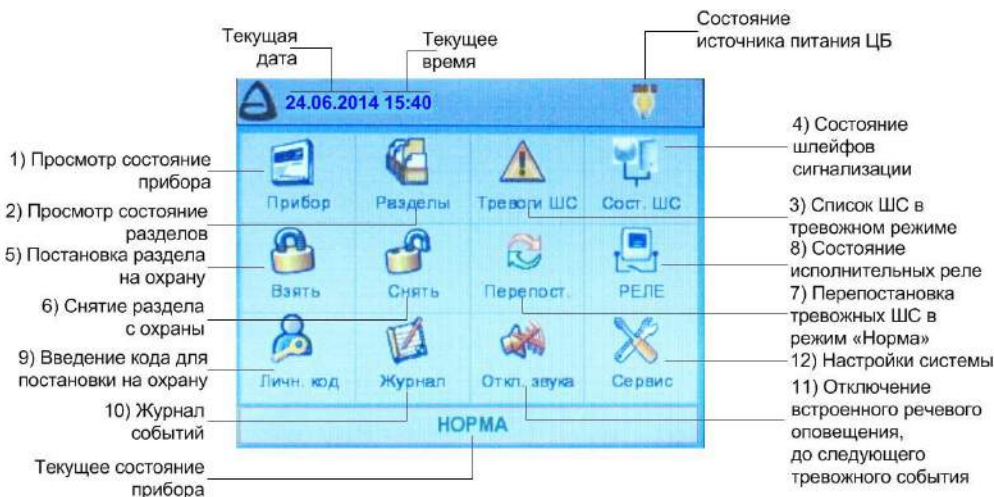 Текущая
дата
Текущее
время
Состояние
источника питания ЦБ
24.06.2014 15:40
1) Просмотр состояние
прибора
2) Просмотр состояние
разделов
5) Постановка раздела
на охрану
6) Снятие раздела
с охраны
9) Введение кода для
постановки на охрану
10) Журнал
событий
Текущее состояние
прибора
Прибор
Разделы
Тревоги ШС
Сост. ШС
Взять
Снять
Перепост.
РЕЛЕ
Личн. код
Журнал
Откл. звука
Сервис
НОРМА
4) Состояние
шлейфов
сигнализации
3) Список ШС в
тревожном режиме
8) Состояние
исполнительных реле
7) Перепостановка
тревожных ШС в
режим «Норма»
12) Настройки системы
11) Отключение
встроенного речевого
оповещения,
до следующего
тревожного события